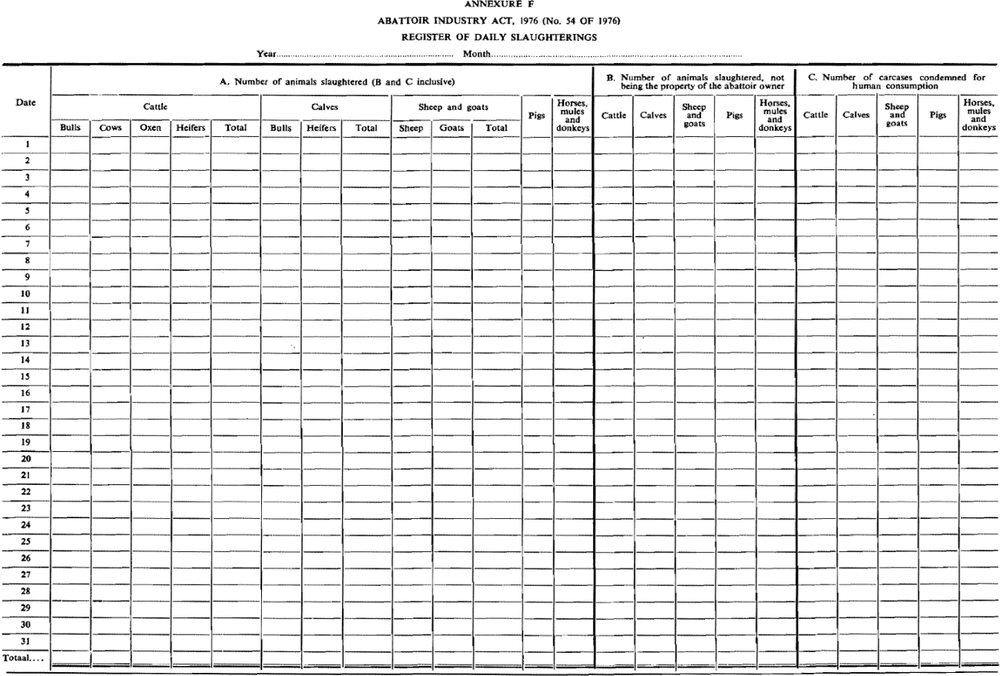 ANNEXURE F
ABATTOIR INDUSTRY ACT, 1976 (No. 54 OF 1976)
REGISTER OF DAILY SLAUGHTERINGS
Year................ Month................
Date
A. Number of animals slaughtered (B and C inclusive)
Cattle
Bulls Cows Oxen Heifers Total
Calves
Bulls Heifers Total
Sheep and goats
Sheep Goats Total
Pigs
Horses,
mules
and
donkeys
B. Number of animals slaughtered, not
being the property of the abattoir owner
Cattle
Calves
Sheep
and
goats
Pigs
Horses,
mules
and
donkeys
C. Number of carcases condemned for
human consumption
Cattle
Calves
Sheep
and
goats
Pigs
Horses,
mules
and
donkeys
1
2
3
4
5
6
7
8
9
10
11
12
13
14
15
16
17
18
19
20
21
22
23
24
25
26
27
28
29
30
31
Totaal....